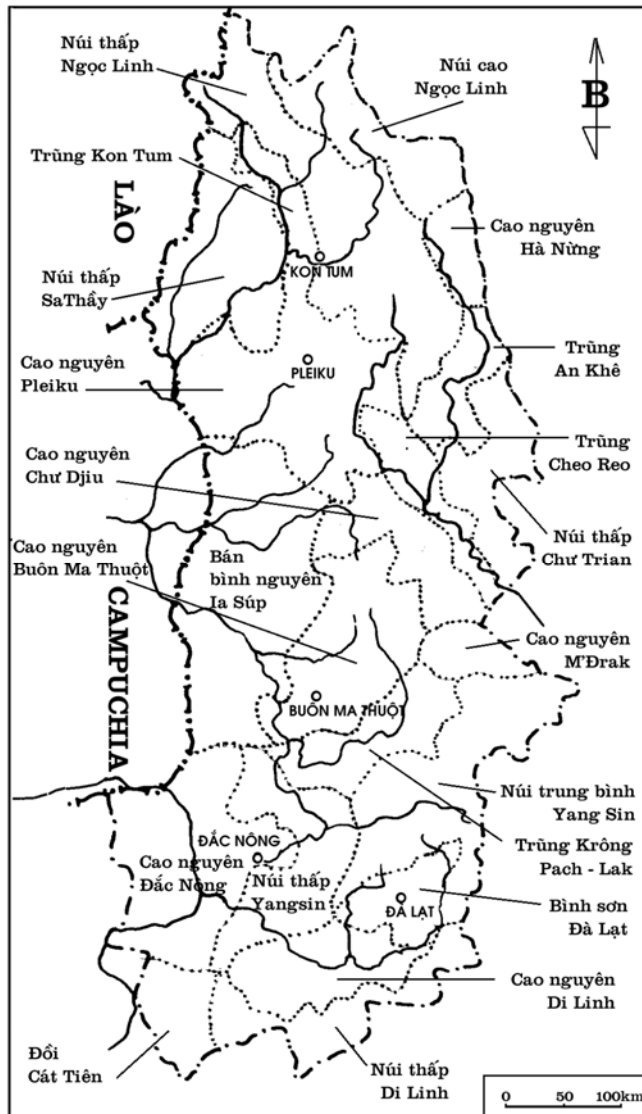 Núi thấp
Ngọc Linh
Núi cao
Ngọc Linh
B
Trũng Kon Tum
LÀO
Cao nguyên
Hà Nừng
KON TUM
Núi thấp
SaThầy
Trũng
An Khê
Cao nguyên
Pleiku
PLEIKU
Cao nguyên
Chư Djiu
Trũng
Cheo Reo
Núi thấp
Chư Trian
Cao nguyên
Buôn Ma Thuột
Bán
bình nguyên
Ia Súp
CAMPUCHIA
Cao nguyên
M'Đrak
BUÔN MA THUỘT
Núi trung bình
Yang Sin
ĐẮC NÔNG
Cao nguyên
Đắc Nông
Núi thấp
Yangsin
Trũng Krông
Pach - Lak
ĐÀ LẠT
Bình sơn
Đà Lạt
Cao nguyên
Di Linh
Đồi
Cát Tiên
Núi thấp
Di Linh
0 50 100km